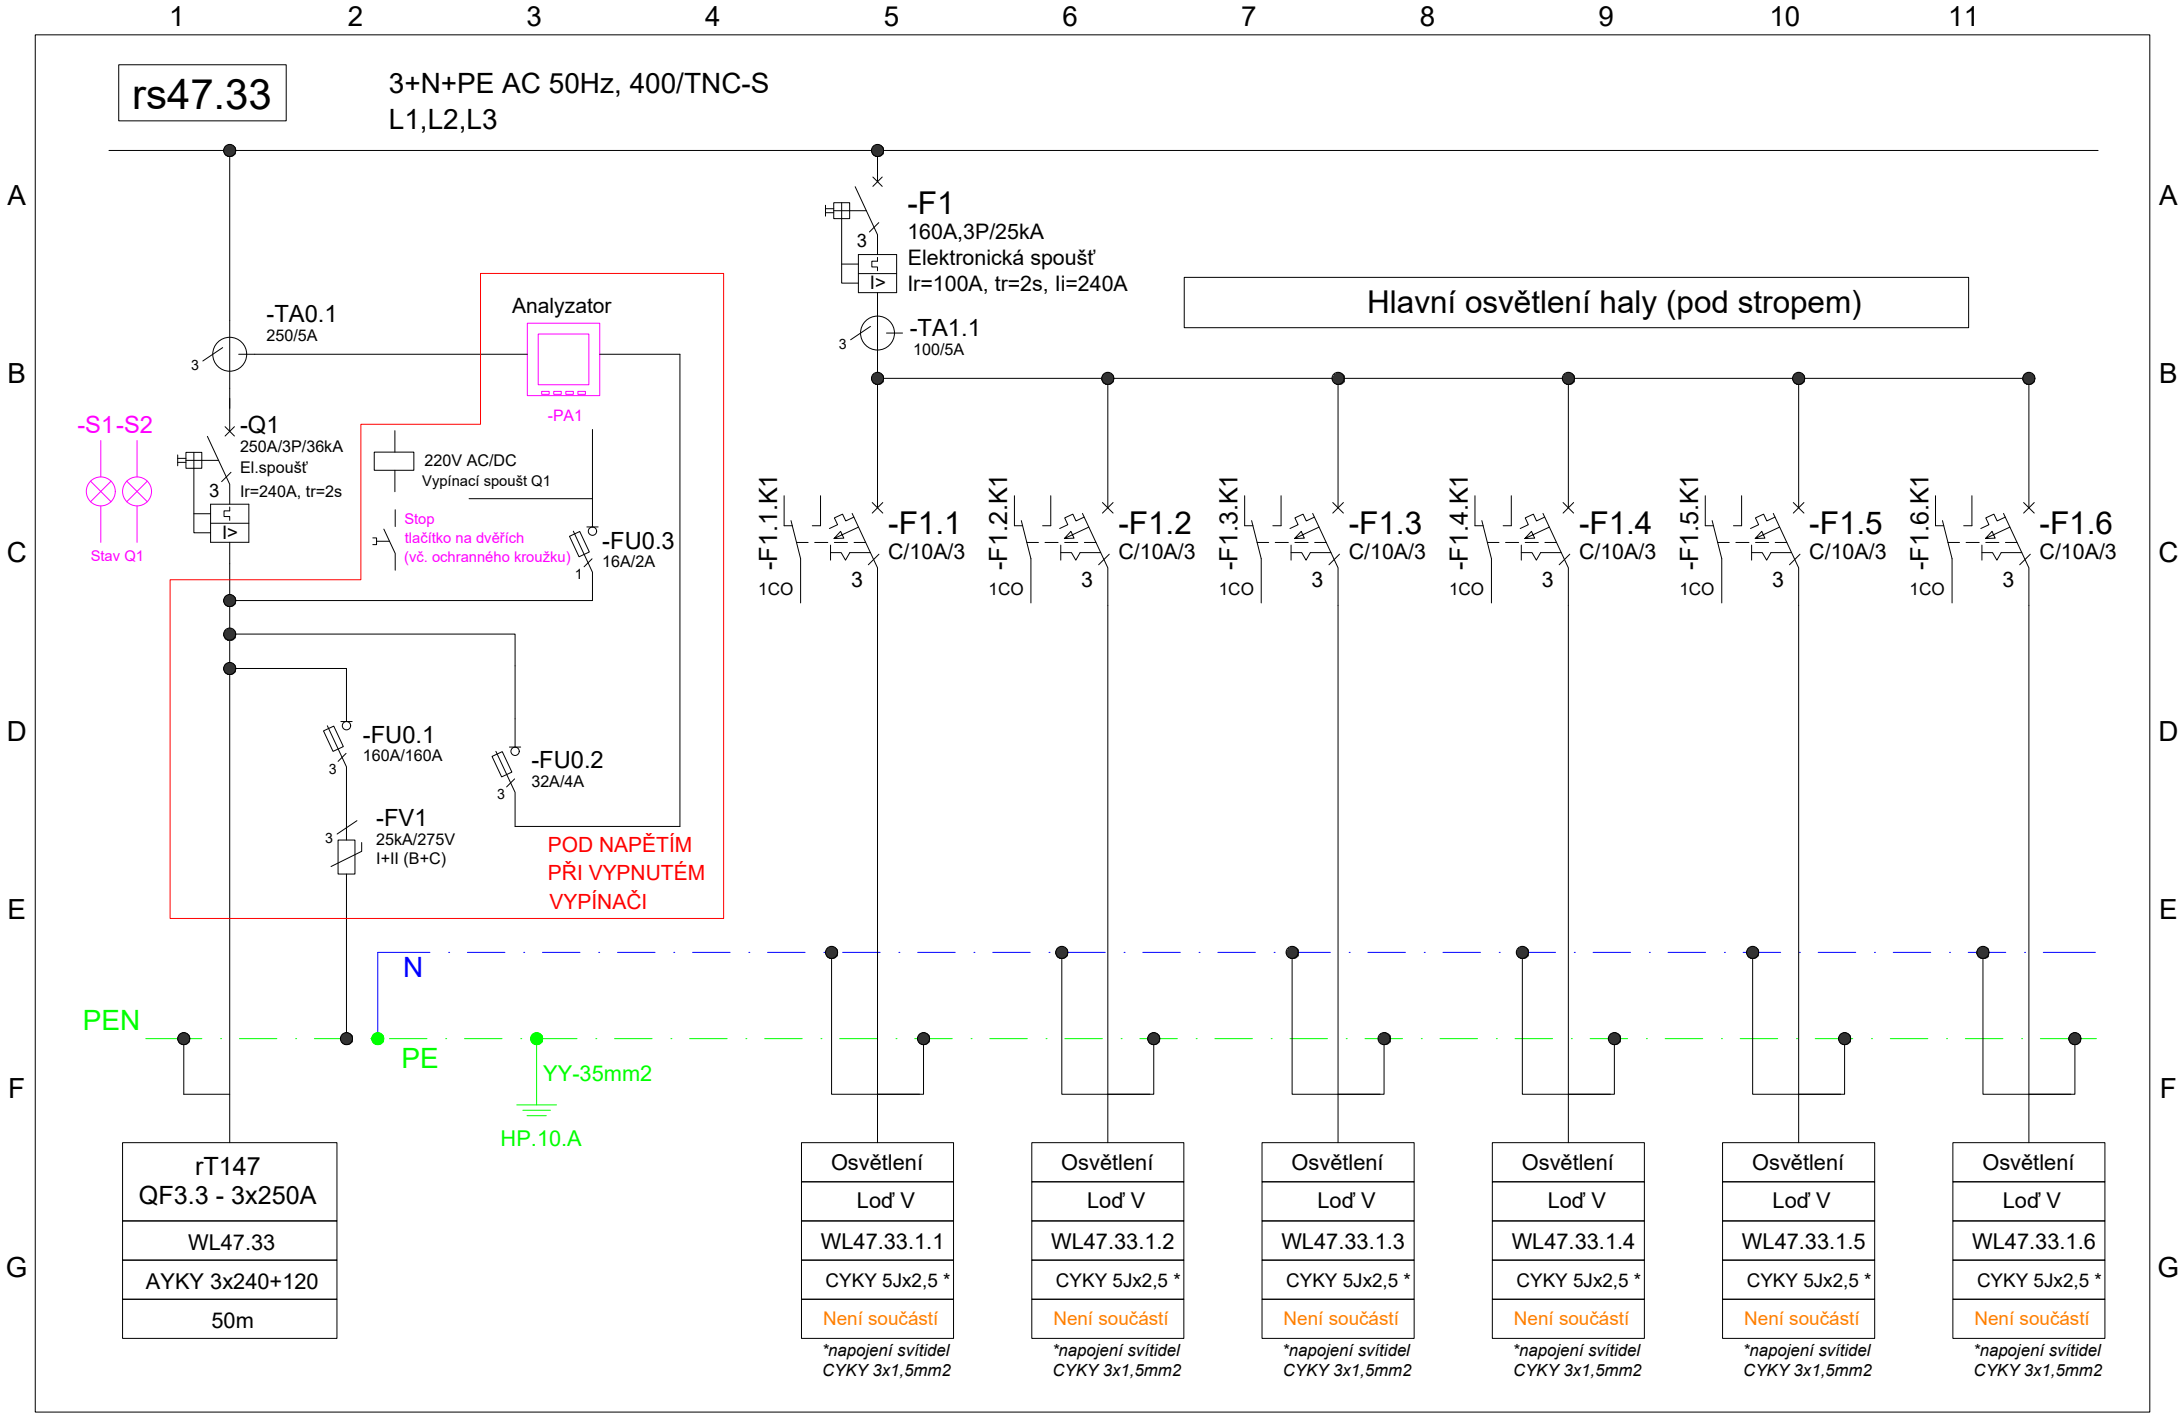 1 2 3 4 5 6 7 8 9 10 11
rs47.33
3+N+PE AC 50Hz, 400/TNC-S
L1,L2,L3
A
A
-F1
160A,3P/25kA
3
Elektronická spoušť
Ir=100A, tr=2s, Ii=240A
I>
Hlavní osvětlení haly (pod stropem)
Analyzator
-TA0.1
250/5A
3
-TA1.1
100/5A
3
B
B
-PA1
-S1
-S2
Stav Q1
-Q1
250A/3P/36kA
El.spoušť
Ir=240A, tr=2s
3
I>
220V AC/DC
Vypínací spoušt Q1
Stop
tlačítko na dveřích
(vč. ochranného kroužku)
-FU0.3
16A/2A
1
C
C
-F1.1.K1
1CO
-F1.1
C/10A/3
3
-F1.2.K1
1CO
-F1.2
C/10A/3
3
-F1.3.K1
1CO
-F1.3
C/10A/3
3
-F1.4.K1
1CO
-F1.4
C/10A/3
3
-F1.5.K1
1CO
-F1.5
C/10A/3
3
-F1.6.K1
1CO
-F1.6
C/10A/3
3
D
D
-FU0.1
160A/160A
3
-FU0.2
32A/4A
3
-FV1
25kA/275V
I+II (B+C)
3
POD NAPĚTÍM
PŘI VYPNUTÉM
VYPÍNAČI
E
E
N
PEN
PE
YY-35mm2
HP.10.A
F
F
G
G
rT147
QF3.3 - 3x250A
WL47.33
AYKY 3x240+120
50m
Osvětlení
Loď V
WL47.33.1.1
CYKY 5Jx2,5 *
Není součástí
*napojení svítidel
CYKY 3x1,5mm2
Osvětlení
Loď V
WL47.33.1.2
CYKY 5Jx2,5 *
Není součástí
*napojení svítidel
CYKY 3x1,5mm2
Osvětlení
Loď V
WL47.33.1.3
CYKY 5Jx2,5 *
Není součástí
*napojení svítidel
CYKY 3x1,5mm2
Osvětlení
Loď V
WL47.33.1.4
CYKY 5Jx2,5 *
Není součástí
*napojení svítidel
CYKY 3x1,5mm2
Osvětlení
Loď V
WL47.33.1.5
CYKY 5Jx2,5 *
Není součástí
*napojení svítidel
CYKY 3x1,5mm2
Osvětlení
Loď V
WL47.33.1.6
CYKY 5Jx2,5 *
Není součástí
*napojení svítidel
CYKY 3x1,5mm2